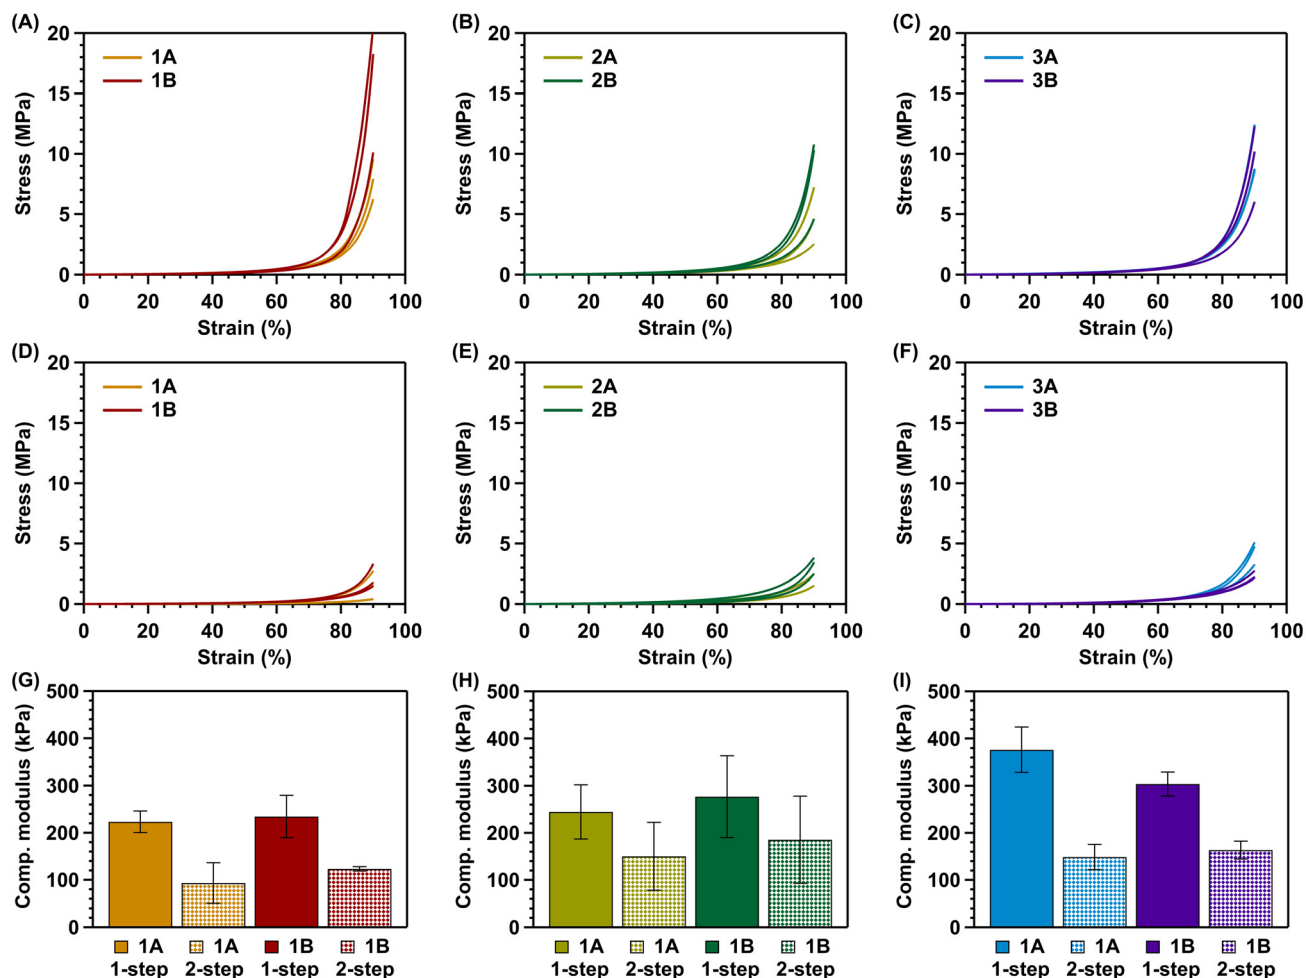 (A)
20
15
10
5
0
Stress (MPa)
1A
1B
0 20 40 60 80 100
Strain (%)
(B)
20
15
10
5
0
Stress (MPa)
2A
2B
0 20 40 60 80 100
Strain (%)
(C)
20
15
10
5
0
Stress (MPa)
3A
3B
0 20 40 60 80 100
Strain (%)
(D)
20
15
10
5
0
Stress (MPa)
1A
1B
0 20 40 60 80 100
Strain (%)
(E)
20
15
10
5
0
Stress (MPa)
2A
2B
0 20 40 60 80 100
Strain (%)
(F)
20
15
10
5
0
Stress (MPa)
3A
3B
0 20 40 60 80 100
Strain (%)
(G)
500
400
300
200
100
0
Comp. modulus (kPa)
1A 1A 1B 1B
1-step 2-step 1-step 2-step
(H)
500
400
300
200
100
0
Comp. modulus (kPa)
1A 1A 1B 1B
1-step 2-step 1-step 2-step
(I)
500
400
300
200
100
0
Comp. modulus (kPa)
1A 1A 1B 1B
1-step 2-step 1-step 2-step